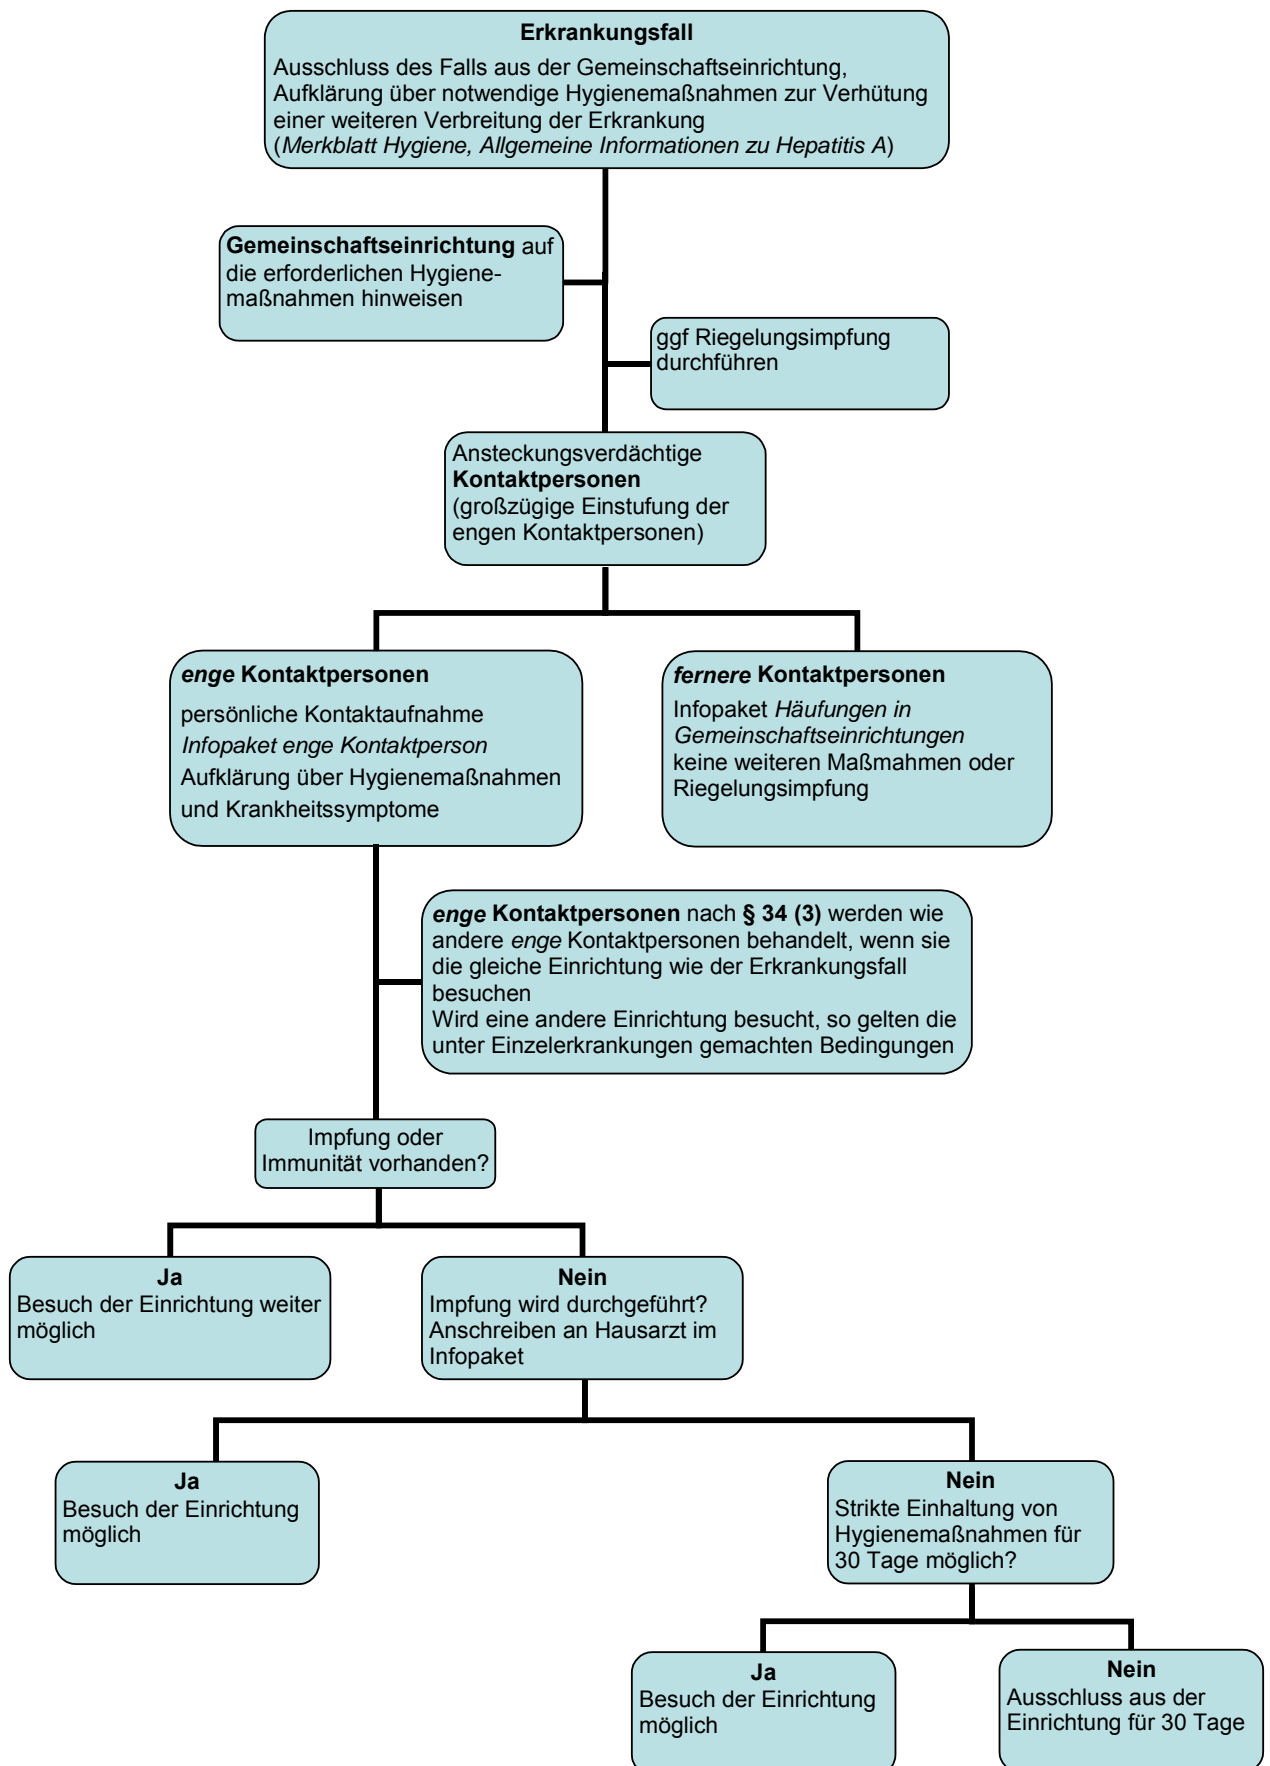 Erkrankungsfall
Ausschluss des Falls aus der Gemeinschaftseinrichtung,
Aufklärung über notwendige Hygienemaßnahmen zur Verhütung
einer weiteren Verbreitung der Erkrankung
(Merkblatt Hygiene, Allgemeine Informationen zu Hepatitis A)
Gemeinschaftseinrichtung auf
die erforderlichen Hygiene-
maßnahmen hinweisen
ggf Riegelungsimpfung
durchführen
Ansteckungsverdächtige
Kontaktpersonen
(großzügige Einstufung der
engen Kontaktpersonen)
enge Kontaktpersonen
persönliche Kontaktaufnahme
Infopaket enge Kontaktperson
Aufklärung über Hygienemaßnahmen
und Krankheitssymptome
fernere Kontaktpersonen
Infopaket Häufungen in
Gemeinschaftseinrichtungen
keine weiteren Maßmahmen oder
Riegelungsimpfung
enge Kontaktpersonen nach § 34 (3) werden wie
andere enge Kontaktpersonen behandelt, wenn sie
die gleiche Einrichtung wie der Erkrankungsfall
besuchen
Wird eine andere Einrichtung besucht, so gelten die
unter Einzelerkrankungen gemachten Bedingungen
Impfung oder
Immunität vorhanden?
Ja
Besuch der Einrichtung weiter
möglich
Nein
Impfung wird durchgeführt?
Anschreiben an Hausarzt im
Infopaket
Ja
Besuch der Einrichtung
möglich
Nein
Strikte Einhaltung von
Hygienemaßnahmen für
30 Tage möglich?
Ja
Besuch der Einrichtung
möglich
Nein
Ausschluss aus der
Einrichtung für 30 Tage